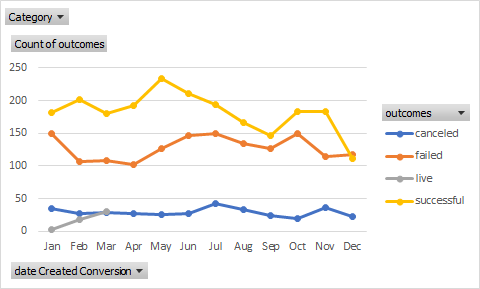 Category
Count of outcomes
250
200
150
100
50
0
Jan Feb Mar Apr May Jun Jul Aug Sep Oct Nov Dec
outcomes
canceled
failed
live
successful
date Created Conversion